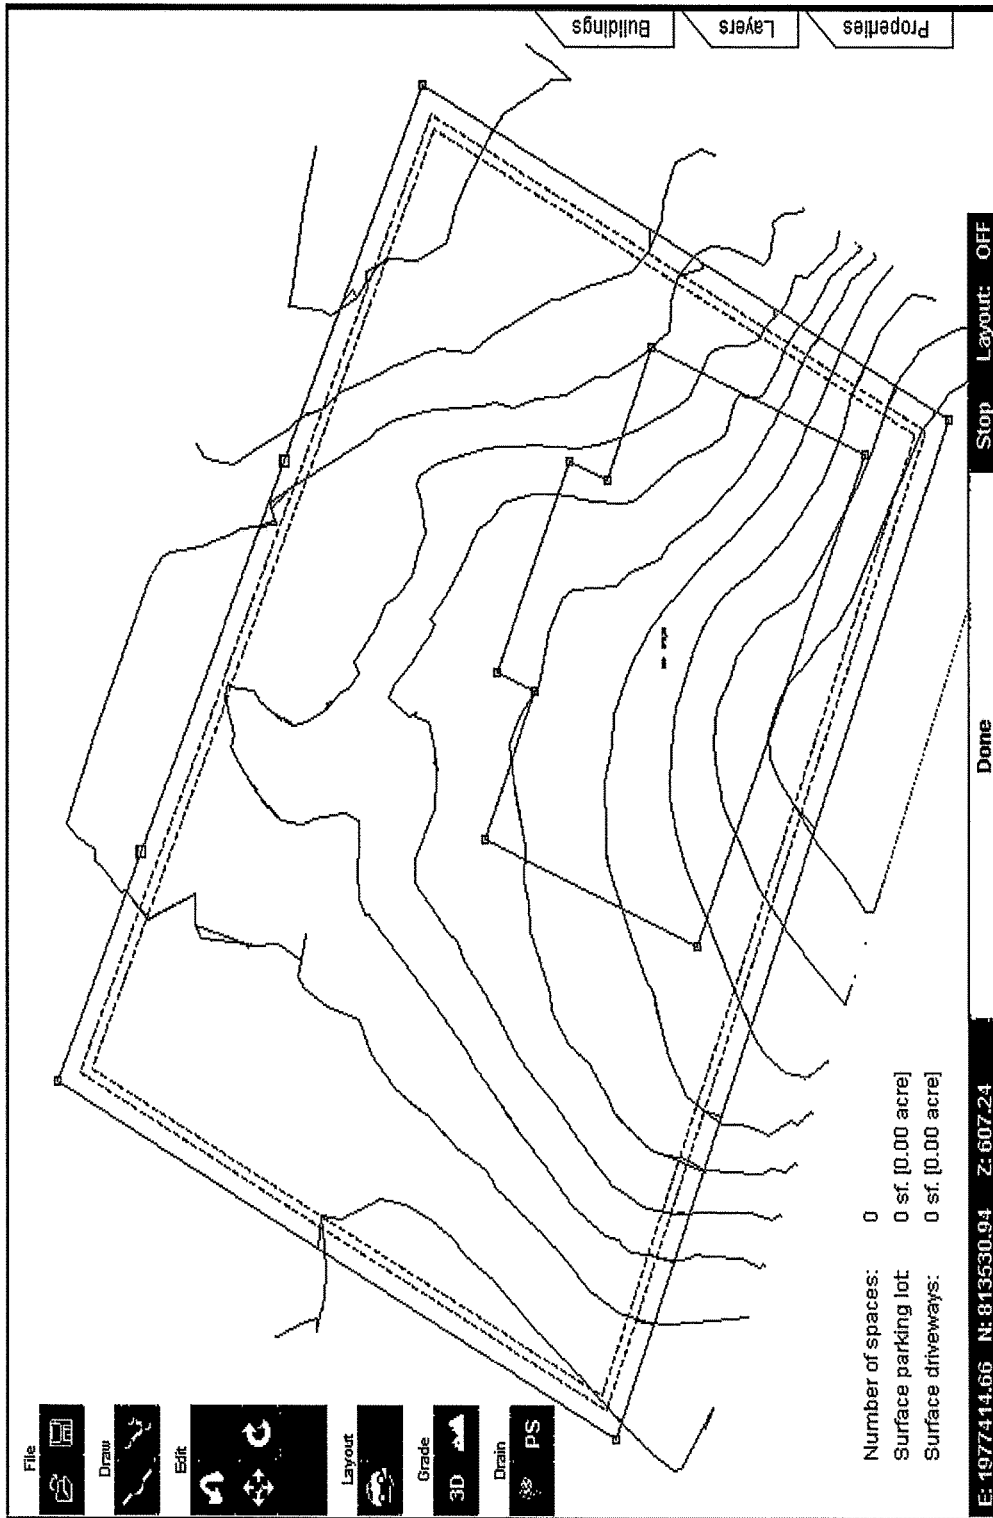 File
Draw
Edit
Layout
Grade
3D
Drain
PS
Buildings
Layers
Properties
Number of spaces: 0
Surface parking lot: 0 sf. [0.00 acre]
Surface driveways: 0 sf. [0.00 acre]
E: 1977414.66 N: 813530.94 Z: 607.24
Done
Stop
Layout: OFF